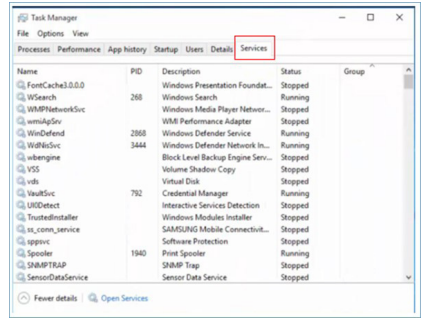 Task Manager
File Options View
Processes Performance App history Startup Users Details Services
Name PID Description Status Group
FontCache3.0.0.0 Windows Presentation Foundat... Stopped
WSearch 268 Windows Search Running
WMPNetworkSvc Windows Media Player Networ... Stopped
wmiApSrv WMI Performance Adapter Stopped
WinDefend 2868 Windows Defender Service Running
WdNisSvc 3444 Windows Defender Network In... Running
wbengine Block Level Backup Engine Serv... Stopped
VSS Volume Shadow Copy Stopped
vds Virtual Disk Stopped
VaultSvc 792 Credential Manager Running
UI0Detect Interactive Services Detection Stopped
TrustedInstaller Windows Modules Installer Stopped
ss_conn_service SAMSUNG Mobile Connectivit... Stopped
sppsvc Software Protection Stopped
Spooler 1940 Print Spooler Running
SNMPTRAP SNMP Trap Stopped
SensorDataService Sensor Data Service Stopped
Fewer details Open Services